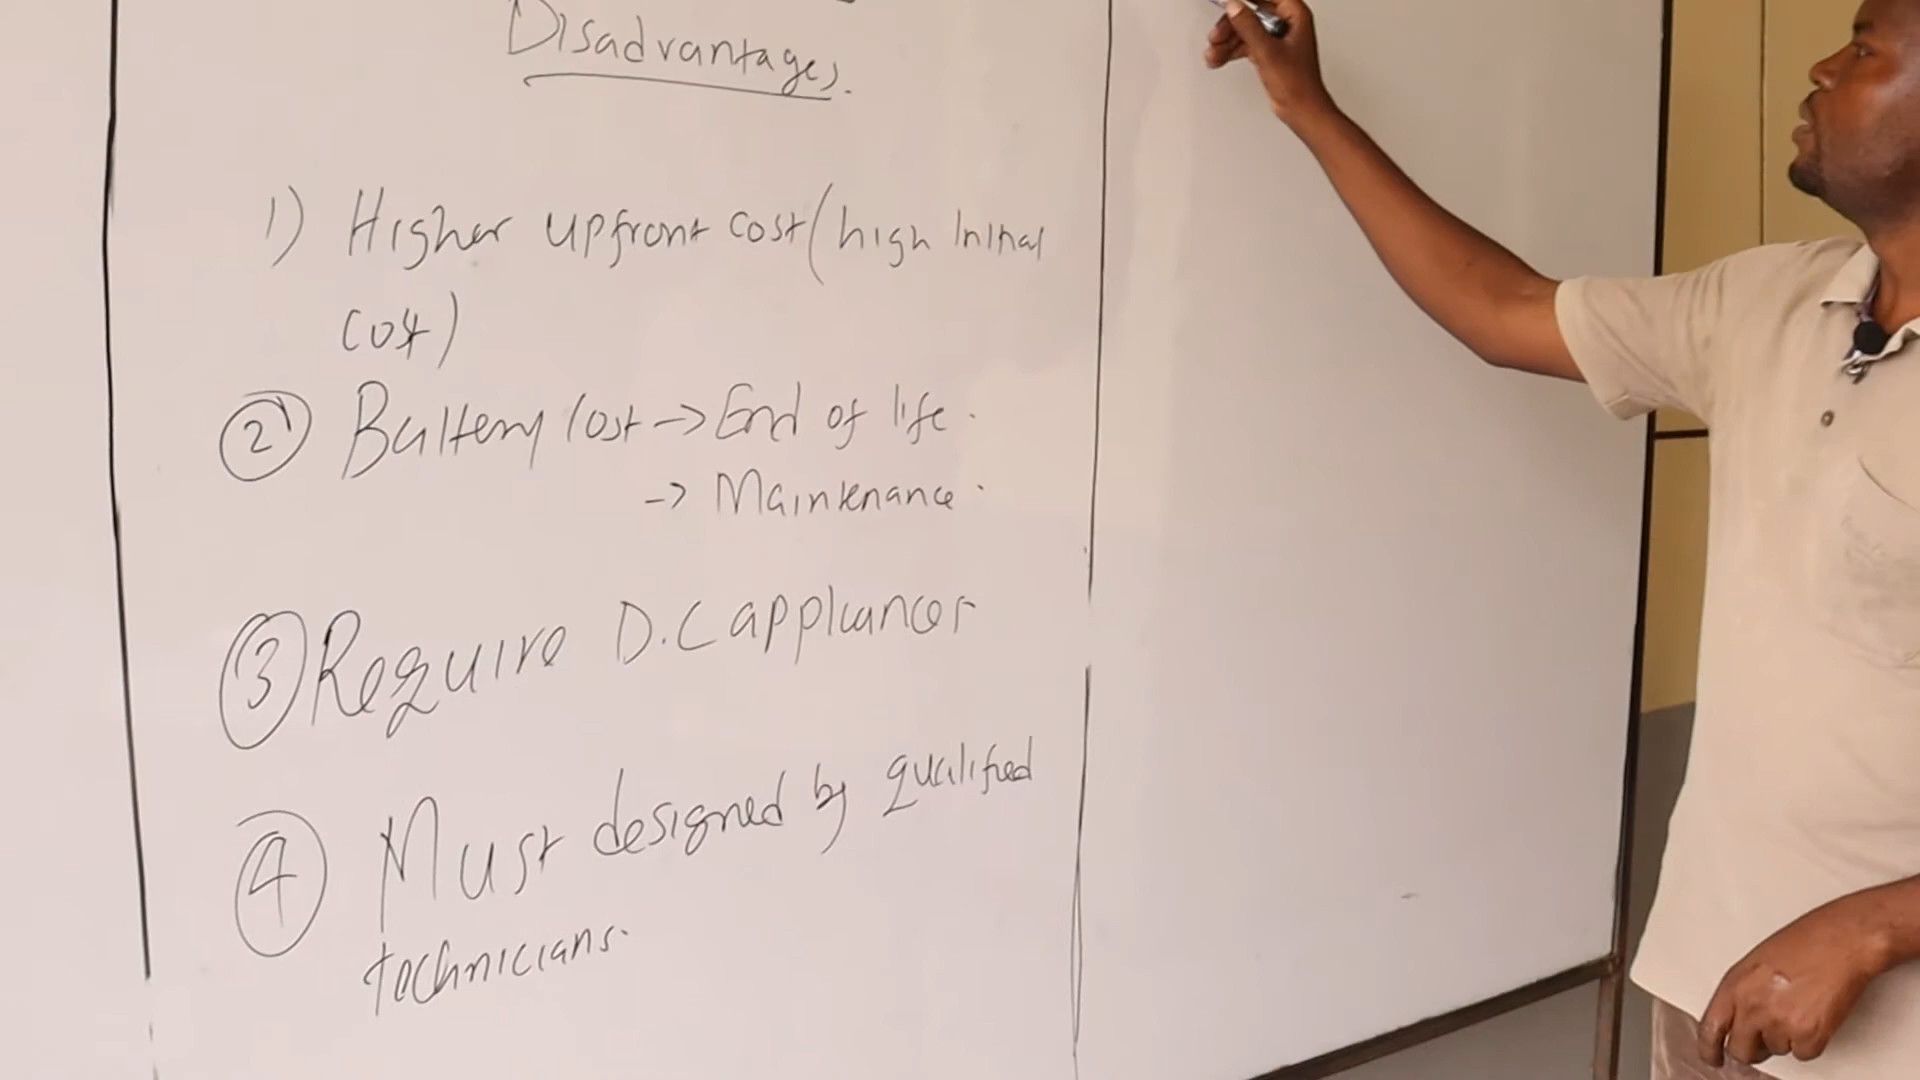 Disadvantages.
1) Higher upfront cost (high initial
cost)
2) Battery cost -> End of life.
-> Maintenance.
3 Require D.C appliances
4 Must designed by qualified
technicians.